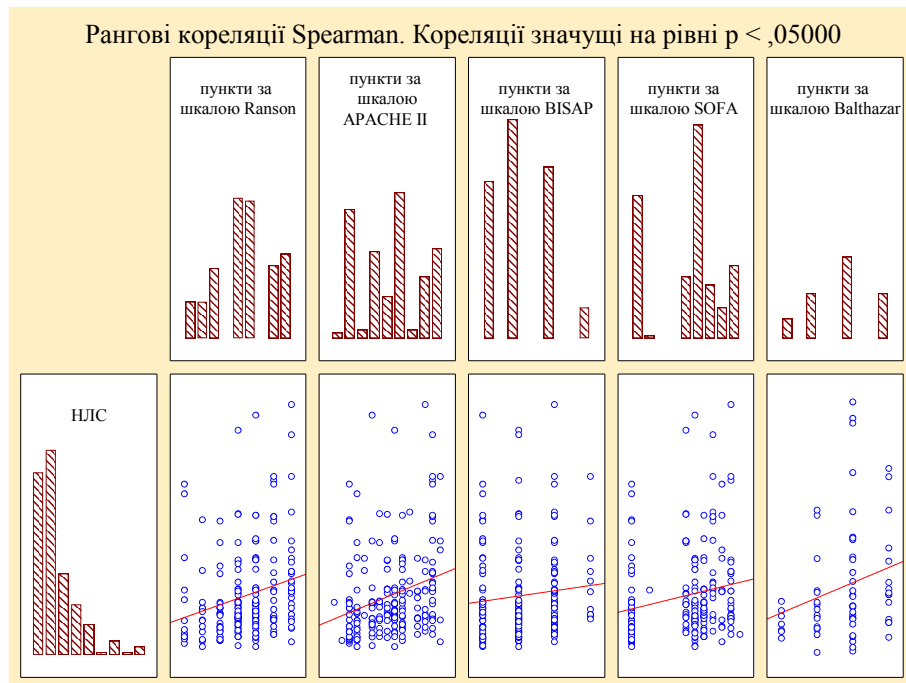 Рангові кореляції Spearman. Кореляції значущі на рівні p < ,05000
пункти за
шкалою Ranson
пункти за
шкалою
APACHE II
пункти за
шкалою BISAP
пункти за
шкалою SOFA
пункти за
шкалою Balthazar
НЛС